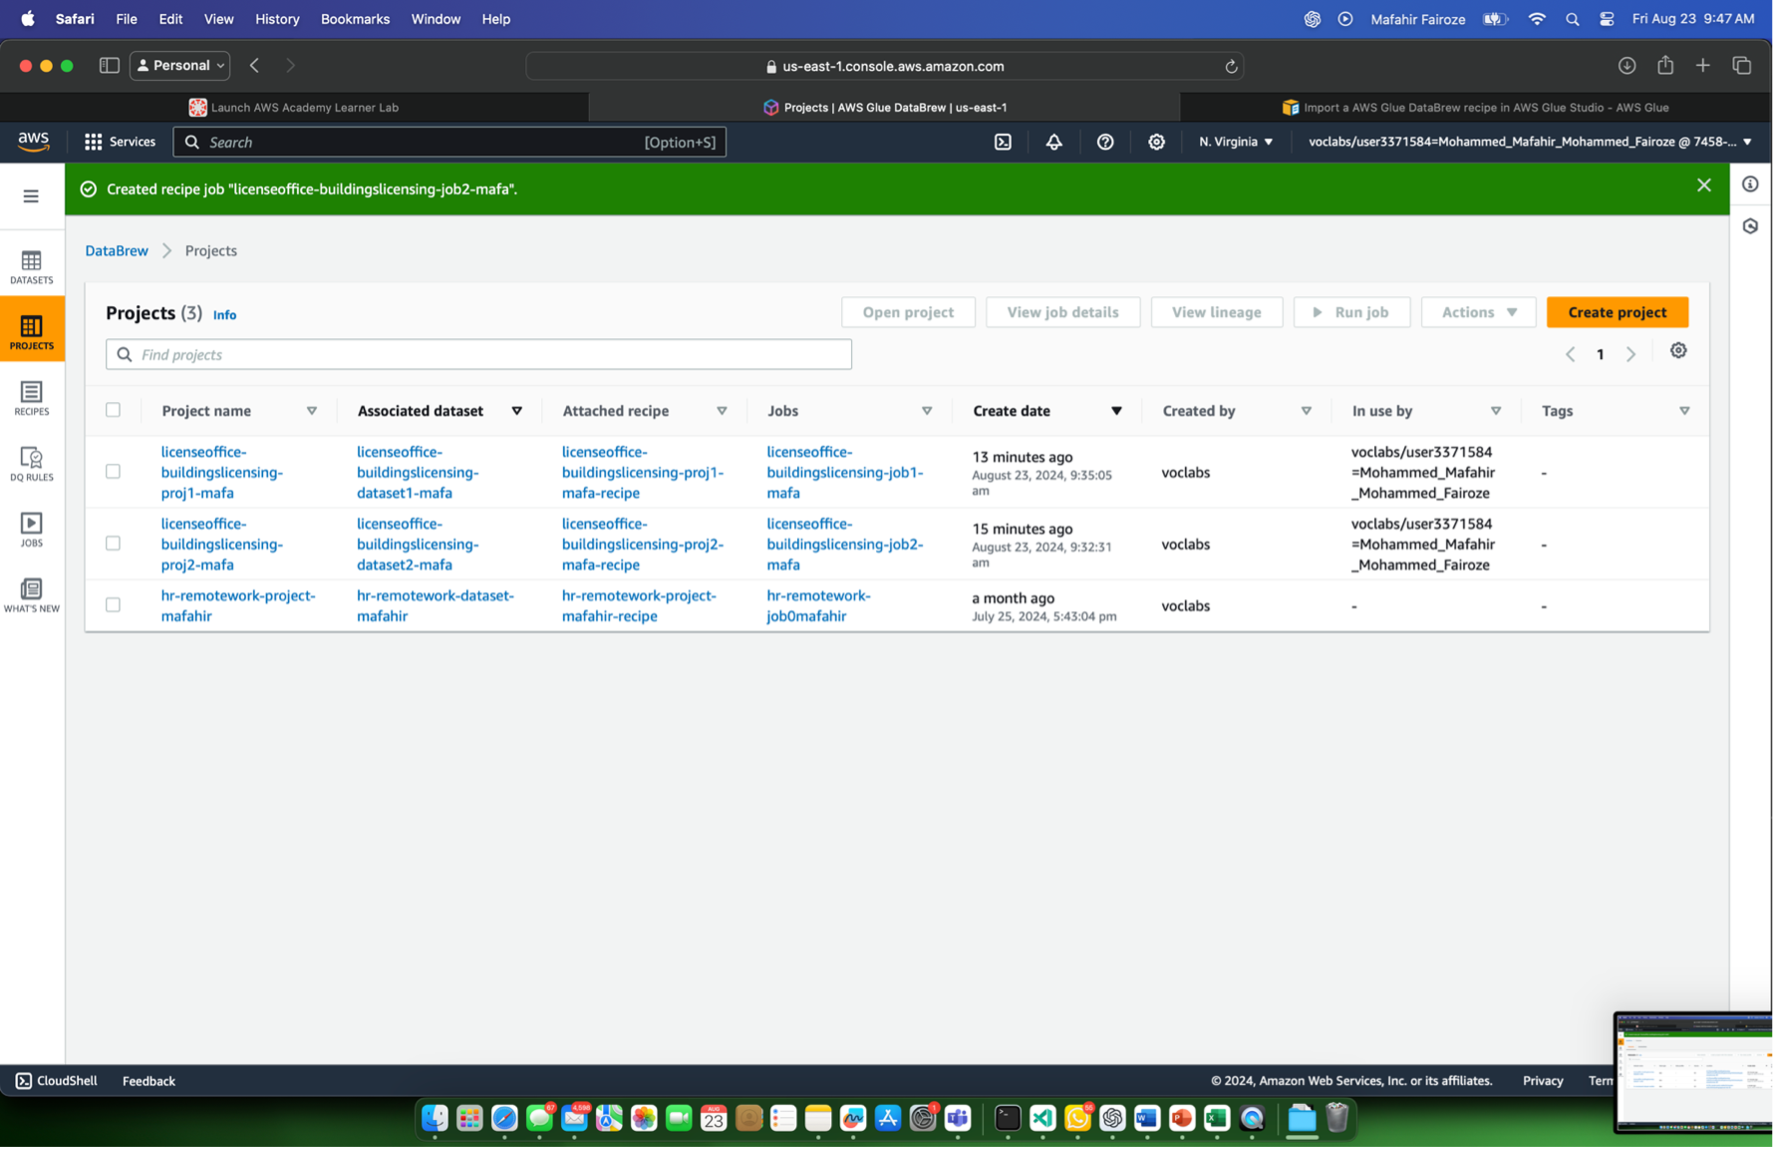 Safari File Edit View History Bookmarks Window Help Mafahir Fairoze Fri Aug 23 9:47 AM
Personal us-east-1.console.aws.amazon.com
Launch AWS Academy Learner Lab Projects | AWS Glue DataBrew | us-east-1 Import a AWS Glue DataBrew recipe in AWS Glue Studio - AWS Glue
aws Services Search [Option+S] N. Virginia voclabs/user3371584=Mohammed_Mafahir_Mohammed_Fairoze @ 7458-...
Created recipe job "licenseoffice-buildingslicensing-job2-mafa".
DATASETS
PROJECTS
RECIPES
DQ RULES
JOBS
WHAT'S NEW
DataBrew Projects
Projects (3) Info Open project View job details View lineage Run job Actions Create project
Find projects 1
Project name Associated dataset Attached recipe Jobs Create date Created by In use by Tags
licenseoffice- licenseoffice- licenseoffice- licenseoffice- 13 minutes ago voclabs/user3371584
buildingslicensing- buildingslicensing- buildingslicensing-proj1- buildingslicensing-job1- August 23, 2024, 9:35:05 voclabs =Mohammed_Mafahir -
proj1-mafa dataset1-mafa mafa-recipe mafa am _Mohammed_Fairoze
licenseoffice- licenseoffice- licenseoffice- licenseoffice- 15 minutes ago voclabs/user3371584
buildingslicensing- buildingslicensing- buildingslicensing-proj2- buildingslicensing-job2- August 23, 2024, 9:32:31 voclabs =Mohammed_Mafahir -
proj2-mafa dataset2-mafa mafa-recipe mafa am _Mohammed_Fairoze
hr-remotework-project- hr-remotework-dataset- hr-remotework-project- hr-remotework- a month ago voclabs - -
mafahir mafahir mafahir-recipe job0mafahir July 25, 2024, 5:43:04 pm
CloudShell Feedback © 2024, Amazon Web Services, Inc. or its affiliates. Privacy Term
67 4,596 AUG 23 1